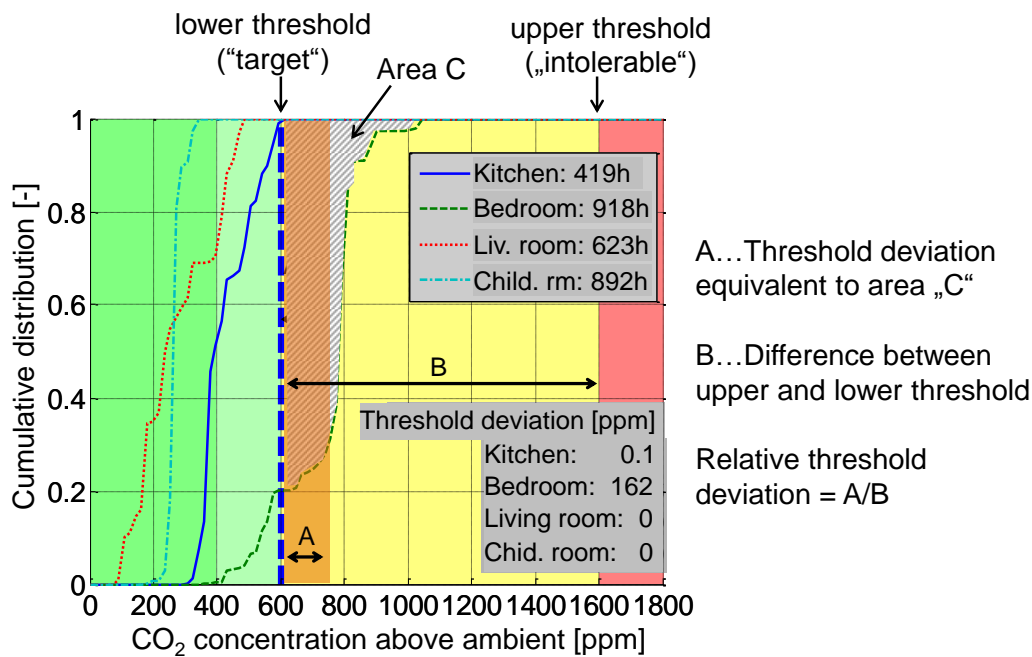 lower threshold
(“target“)
upper threshold
(„intolerable“)
Area C
1
0.8
0.6
0.4
0.2
0
Cumulative distribution [-]
Kitchen: 419h
Bedroom: 918h
Liv. room: 623h
Child. rm: 892h
B
A
Threshold deviation [ppm]
Kitchen: 0.1
Bedroom: 162
Living room: 0
Chid. room: 0
0 200 400 600 800 1000 1200 1400 1600 1800
CO2 concentration above ambient [ppm]
A…Threshold deviation
equivalent to area „C“
B…Difference between
upper and lower threshold
Relative threshold
deviation = A/B